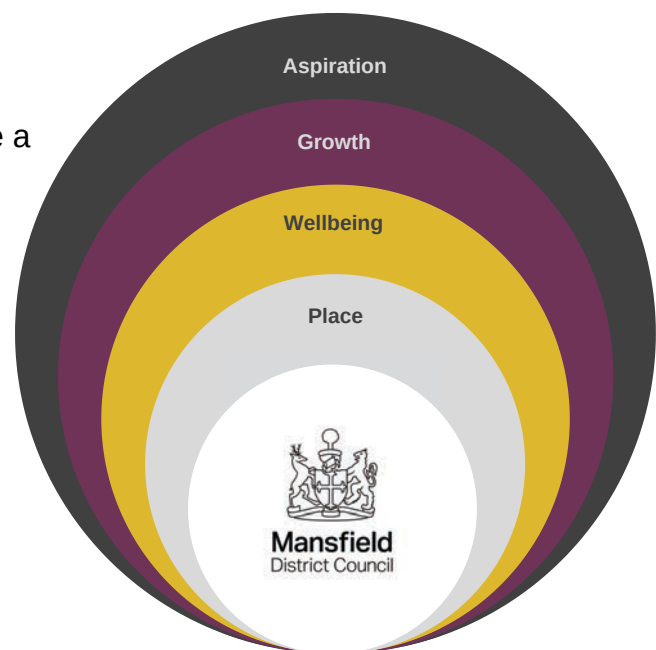 Aspiration
e a
Growth
Wellbeing
Place
Mansfield
District Council